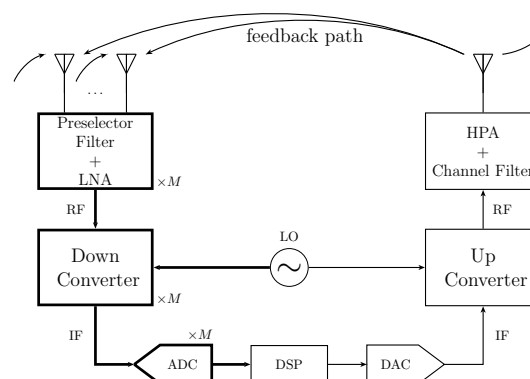 feedback path
...
Preselector
Filter
+
LNA
×M
HPA
+
Channel Filter
RF
RF
LO
Down
Converter
×M
Up
Converter
IF
×M
IF
ADC
DSP
DAC